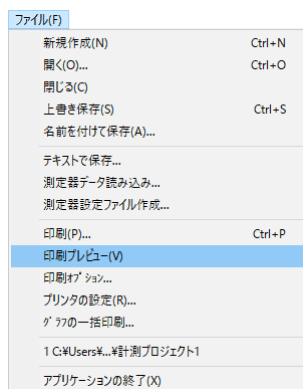 ファイル(F)
新規作成(N) Ctrl+N
開く(O)... Ctrl+O
閉じる(C)
上書き保存(S) Ctrl+S
名前を付けて保存(A)...
テキストで保存...
測定器データ読み込み...
測定器設定ファイル作成...
印刷(P)... Ctrl+P
印刷プレビュー(V)
印刷ｵﾌﾟｼｮﾝ...
プリンタの設定(R)...
ｸﾞﾗﾌの一括印刷...
1 C:¥Users¥...¥計測プロジェクト1
アプリケーションの終了(X)